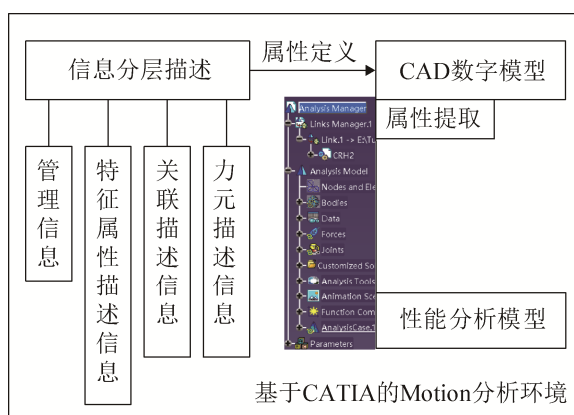 信息分层描述
属性定义
CAD数字模型
属性提取
管理信息
特征属性描述信息
关联描述信息
力元描述信息
Analysis Manager
Links Manager.1
Link.1 -> E:\Tu
CRH2
Analysis Model
Nodes and Ele
Bodies
Data
Forces
Joints
Customized So
Analysis Tools
Animation Sce
Function Com
AnalysisCase.1
Parameters
性能分析模型
基于CATIA的Motion分析环境